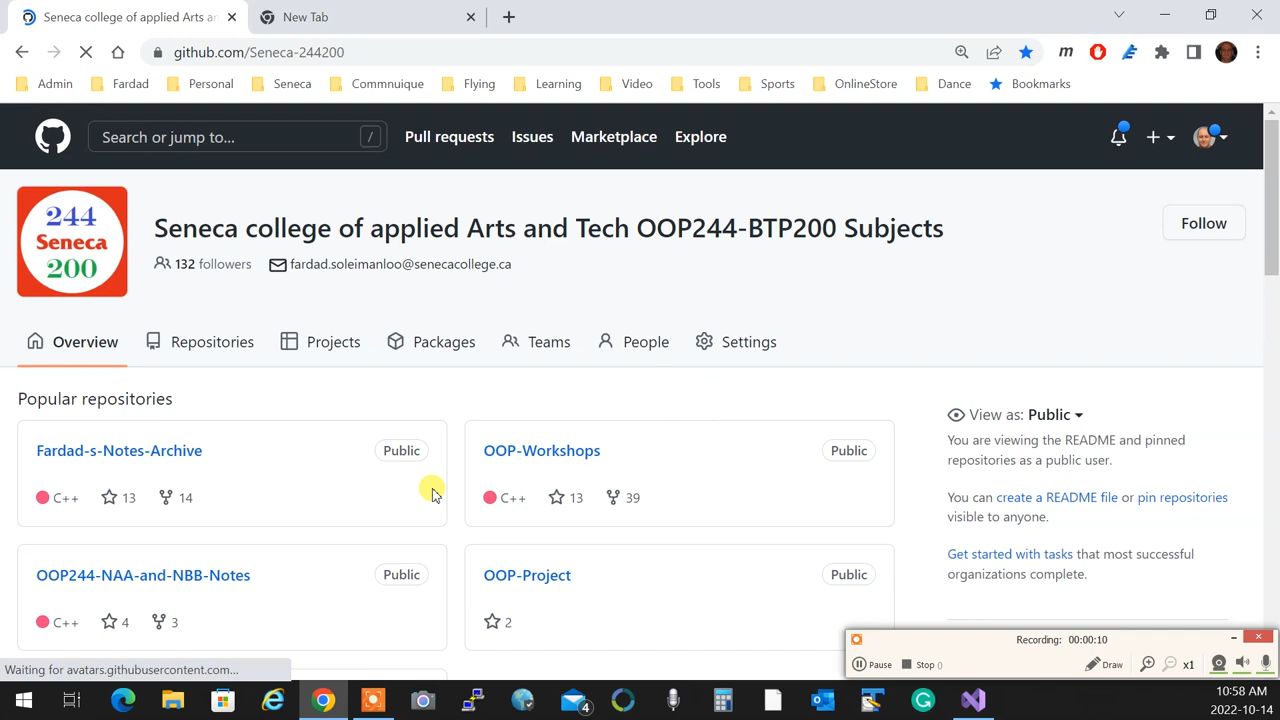 Seneca college of applied Arts ar
New Tab
github.com/Seneca-244200
Admin
Fardad
Personal
Seneca
Commnuique
Flying
Learning
Video
Tools
Sports
OnlineStore
Dance
Bookmarks
Search or jump to...
/
Pull requests
Issues
Marketplace
Explore
244
Seneca
200
Seneca college of applied Arts and Tech OOP244-BTP200 Subjects
132 followers
fardad.soleimanloo@senecacollege.ca
Follow
Overview
Repositories
Projects
Packages
Teams
People
Settings
Popular repositories
Fardad-s-Notes-Archive
Public
C++
13
14
OOP-Workshops
Public
C++
13
39
OOP244-NAA-and-NBB-Notes
Public
C++
4
3
OOP-Project
Public
2
View as: Public
You are viewing the README and pinned
repositories as a public user.
You can create a README file or pin repositories
visible to anyone.
Get started with tasks that most successful
organizations complete.
Recording: 00:00:10
Pause
Stop
Draw
x1
Waiting for avatars.githubusercontent.com...
4
10:58 AM
2022-10-14